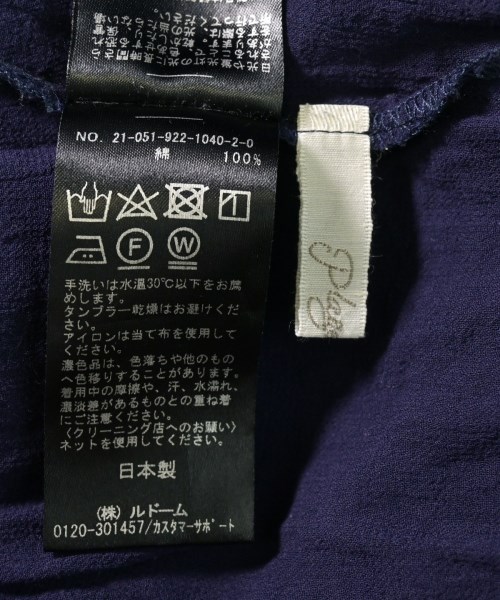 NO. 21-051-922-1040-2-0
綿 100%
F W
手洗いは水温30℃以下をお薦
めします。
タンブラー乾燥はお避けくだ
さい。
アイロンは当て布を使用して
ください。
濃色品は、色落ちや他のもの
へ色移りすることがあります。
着用中の摩擦や、汗、水濡れ、
濃淡差があるものとの重ね着
にご注意ください。
〈クリーニング店へのお願い〉
ネットを使用してください。
日本製
(株) ルドーム
0120-301457/カスタマーサポート